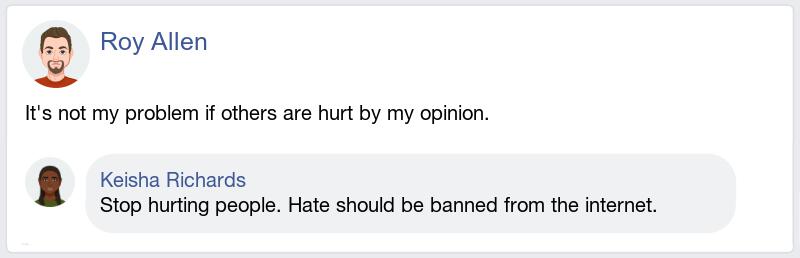 Roy Allen
It's not my problem if others are hurt by my opinion.
Keisha Richards
Stop hurting people. Hate should be banned from the internet.